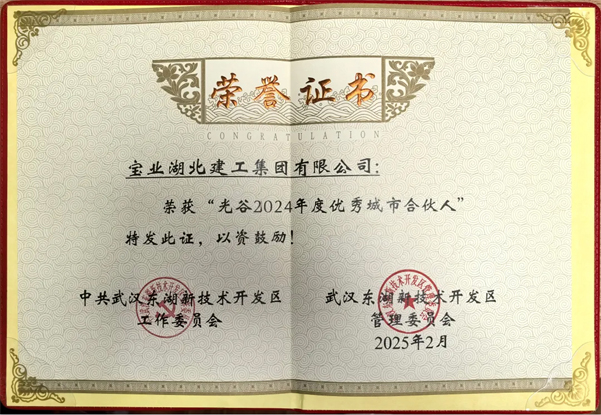 荣誉证书
CONGRATULATION
宝业湖北建工集团有限公司:
荣获“光谷2024年度优秀城市合伙人”
特发此证，以资鼓励!
中共武汉东湖新技术开发区
工作委员会
武汉东湖新技术开发区
管理委员会
2025年2月